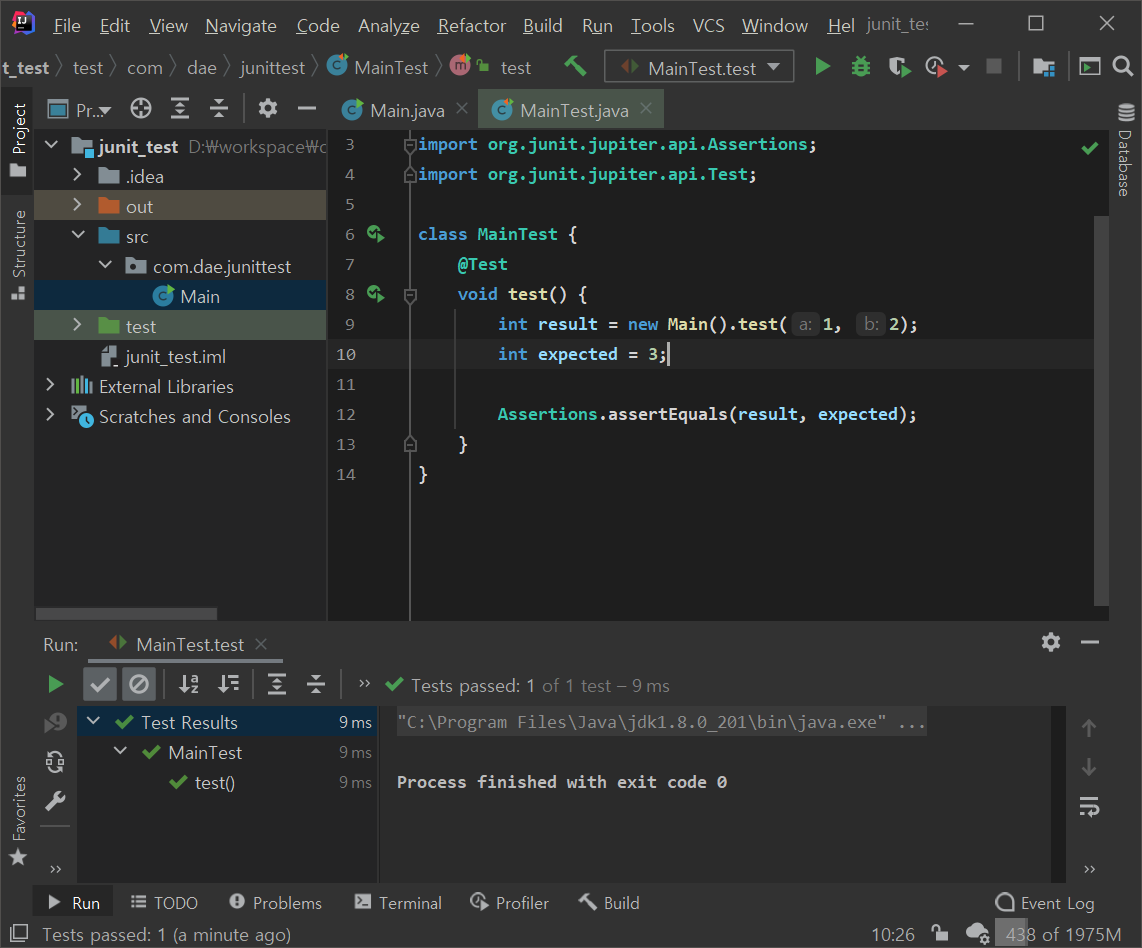 File Edit View Navigate Code Analyze Refactor Build Run Tools VCS Window Hel junit_tes
t_test test com dae junittest MainTest test MainTest.test
Project
Pr...
Main.java MainTest.java
junit_test D:\workspace\c
.idea
out
src
com.dae.junittest
Main
test
junit_test.iml
External Libraries
Scratches and Consoles
Structure
3 import org.junit.jupiter.api.Assertions;
4 import org.junit.jupiter.api.Test;
5
6 class MainTest {
7 @Test
8 void test() {
9 int result = new Main().test( a: 1, b: 2);
10 int expected = 3;
11
12 Assertions.assertEquals(result, expected);
13 }
14 }
Database
Run: MainTest.test
» Tests passed: 1 of 1 test – 9 ms
Test Results 9 ms
MainTest 9 ms
test() 9 ms
"C:\Program Files\Java\jdk1.8.0_201\bin\java.exe" ...
Process finished with exit code 0
Favorites
» »
Run TODO Problems Terminal Profiler Build Event Log
Tests passed: 1 (a minute ago) 10:26 438 of 1975M